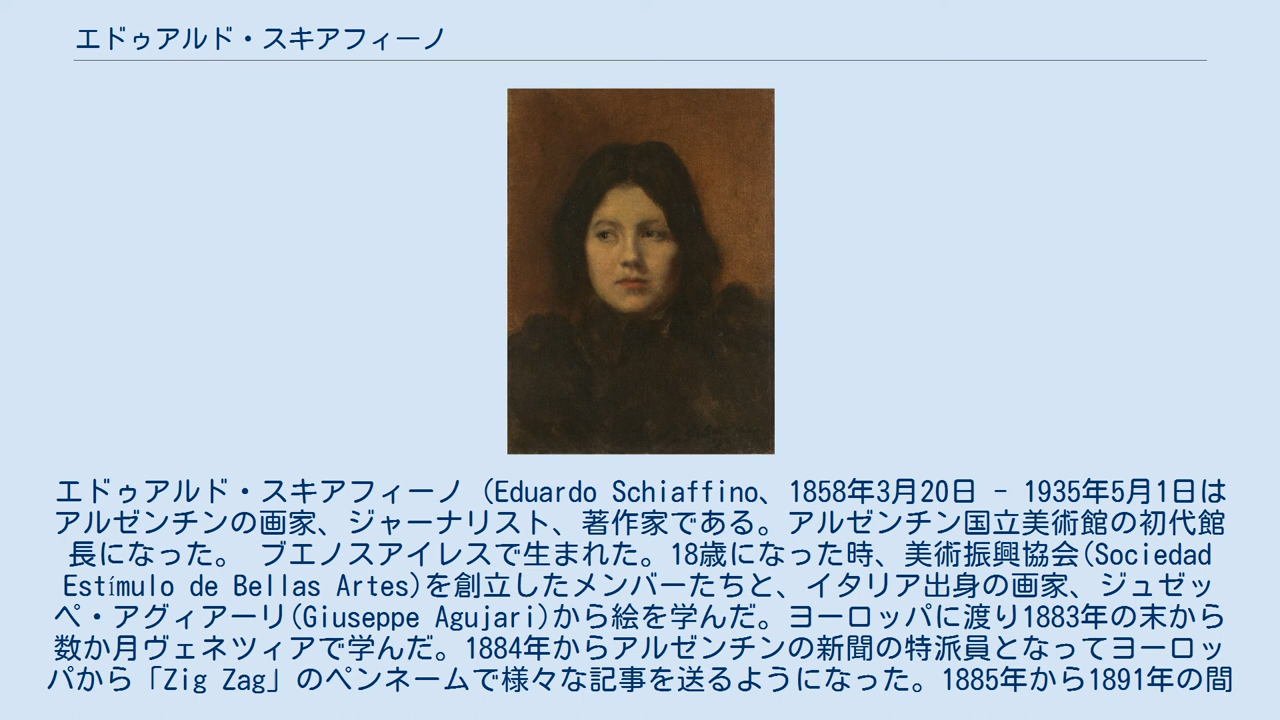 エドゥアルド・スキアフィーノ
エドゥアルド・スキアフィーノ（Eduardo Schiaffino、1858年3月20日 - 1935年5月1日は
アルゼンチンの画家、ジャーナリスト、著作家である。アルゼンチン国立美術館の初代館
長になった。　ブエノスアイレスで生まれた。18歳になった時、美術振興協会(Sociedad
Estímulo de Bellas Artes)を創立したメンバーたちと、イタリア出身の画家、ジュゼッ
ペ・アグィアーリ(Giuseppe Agujari)から絵を学んだ。ヨーロッパに渡り1883年の末から
数か月ヴェネツィアで学んだ。1884年からアルゼンチンの新聞の特派員となってヨーロッ
パから「Zig Zag」のペンネームで様々な記事を送るようになった。1885年から1891年の間